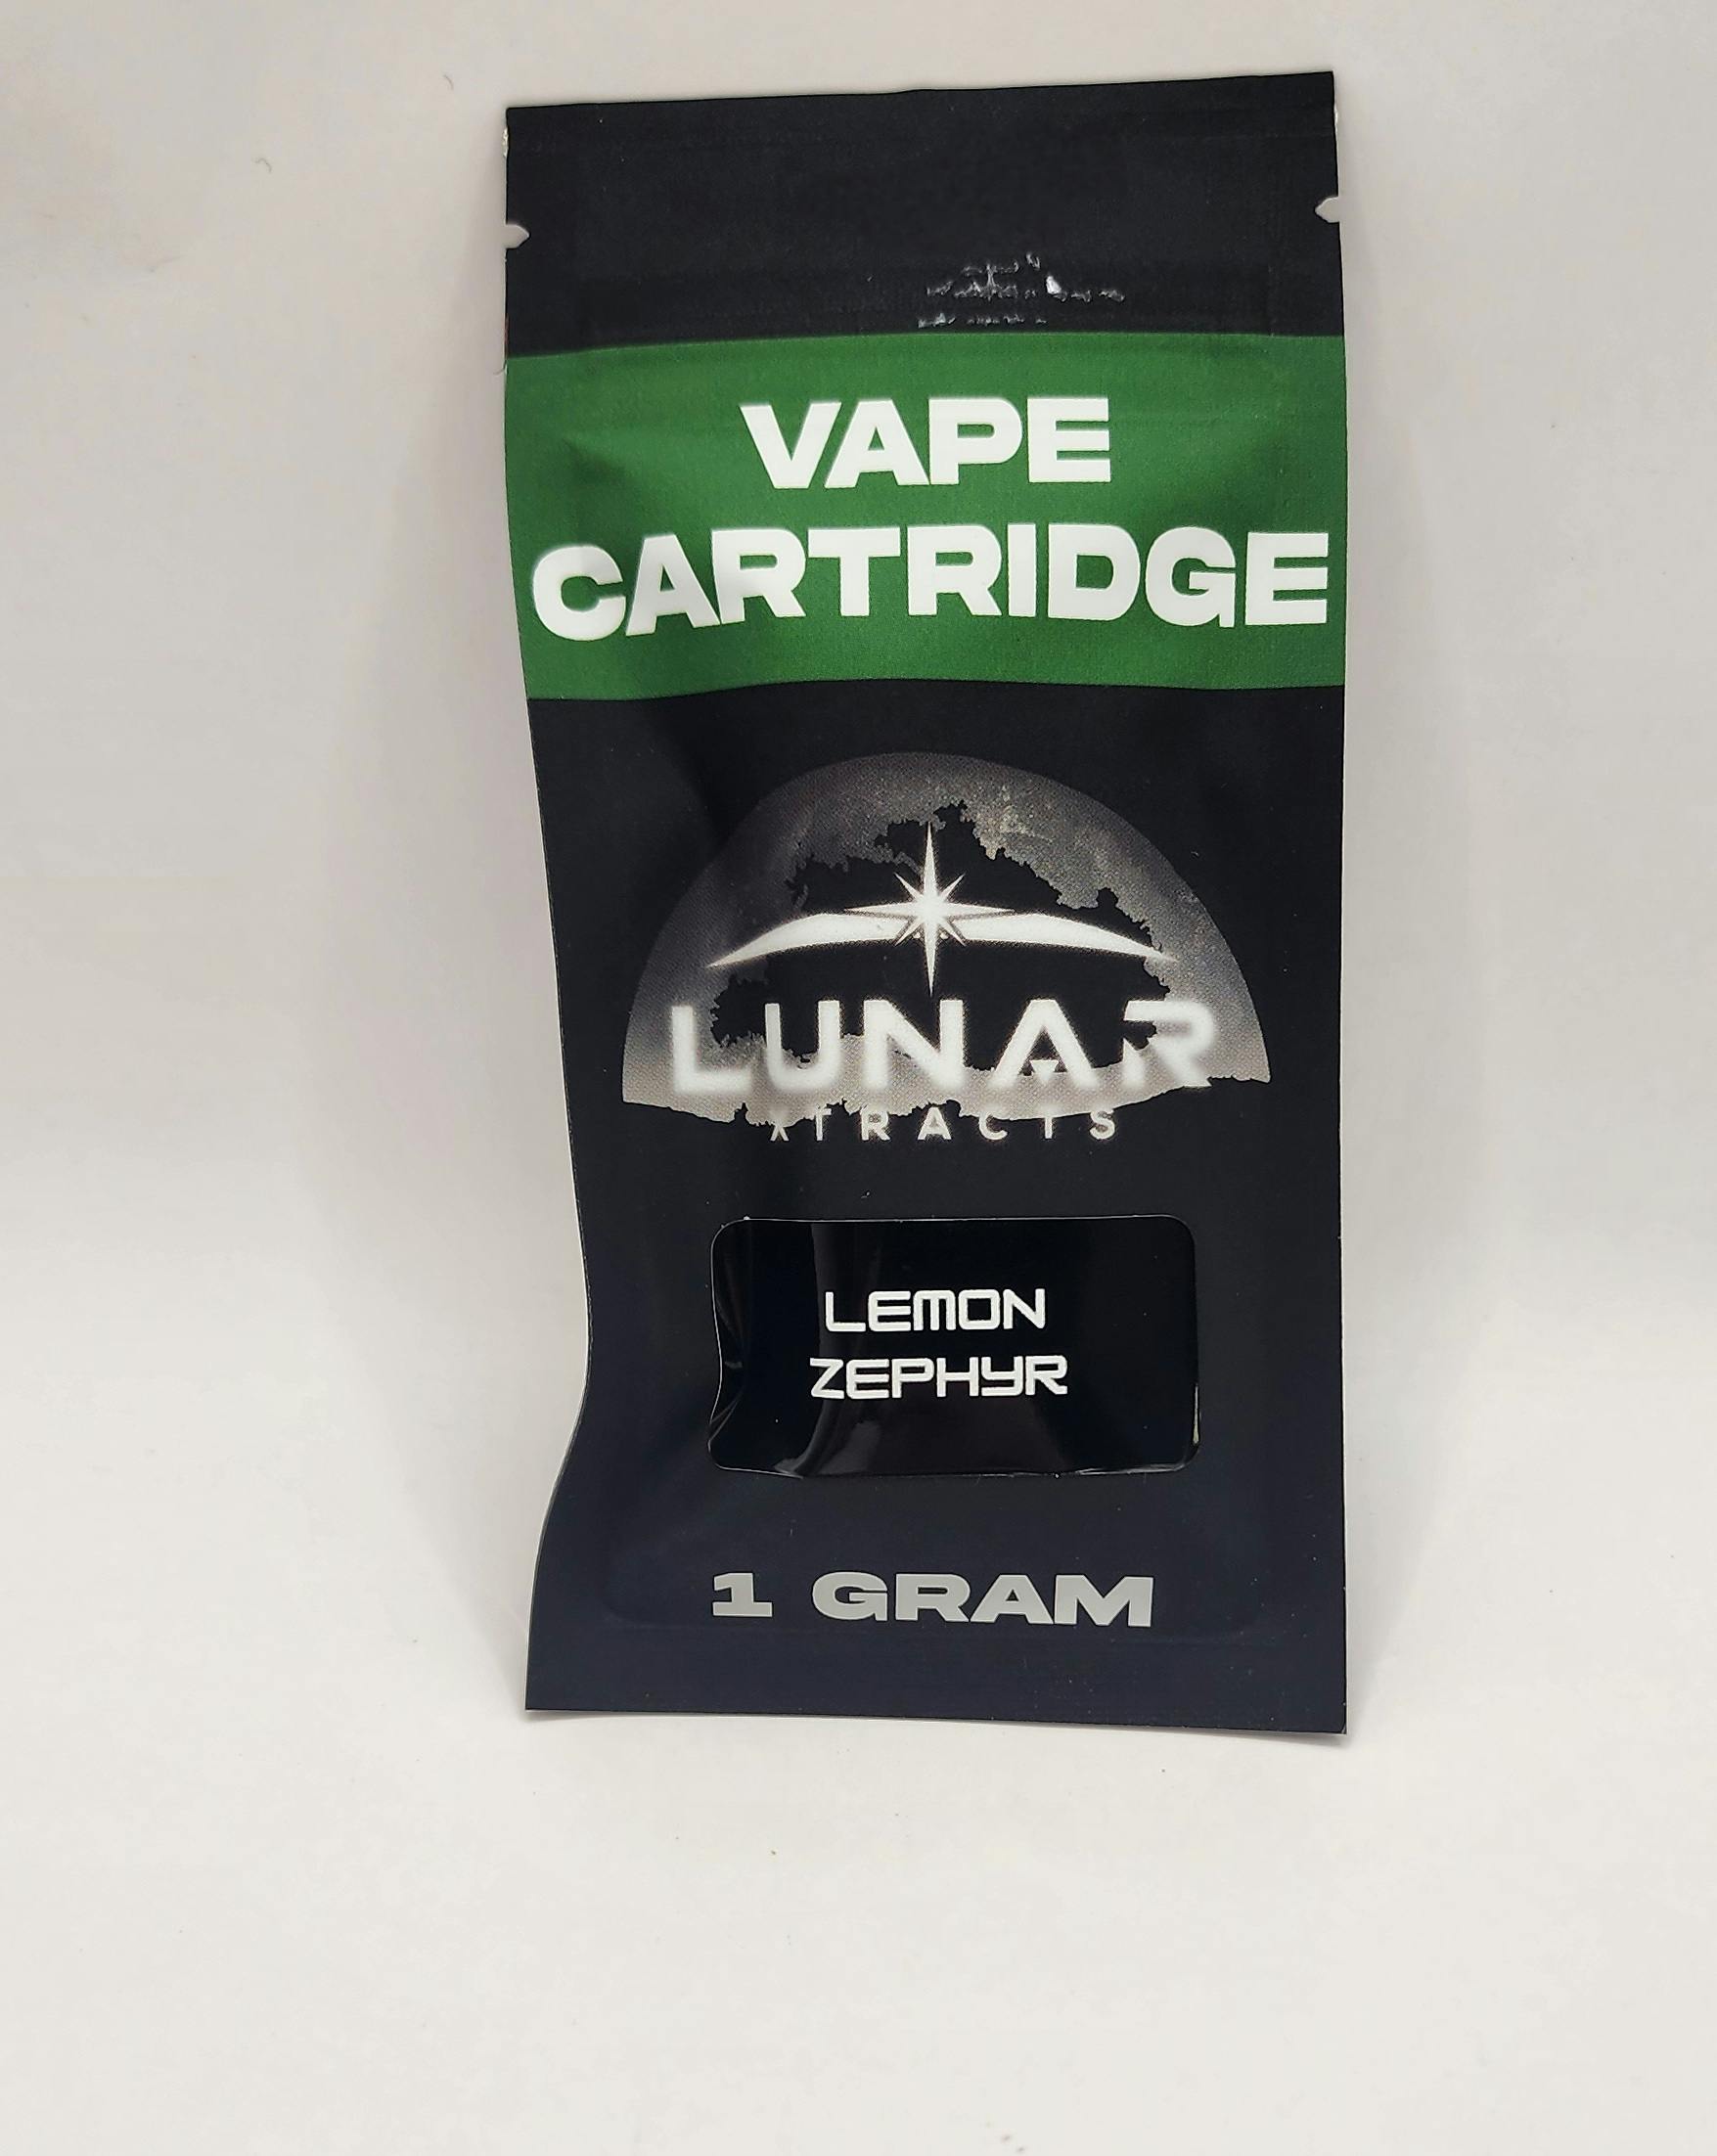 VAPE
CARTRIDGE
LUNAR
XTRACTS
LEMON
ZEPHYR
1 GRAM